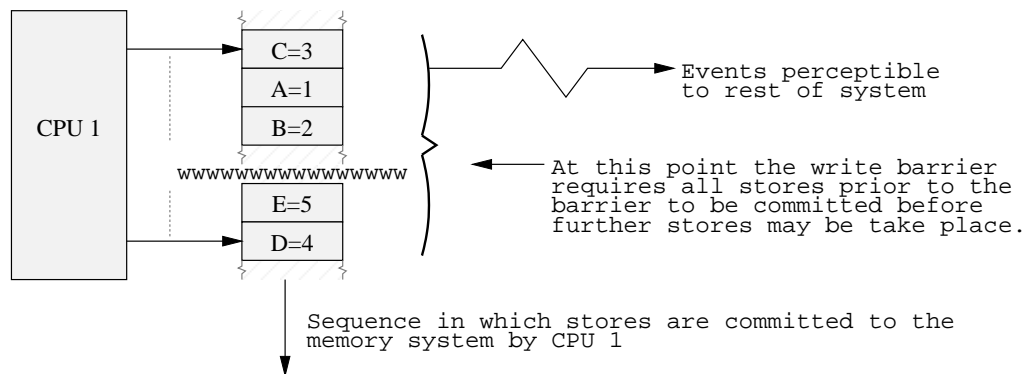 CPU 1
C=3
A=1
B=2
wwwwwwwwwwwwwwww
E=5
D=4
Events perceptible
to rest of system
At this point the write barrier
requires all stores prior to the
barrier to be committed before
further stores may be take place.
Sequence in which stores are committed to the
memory system by CPU 1